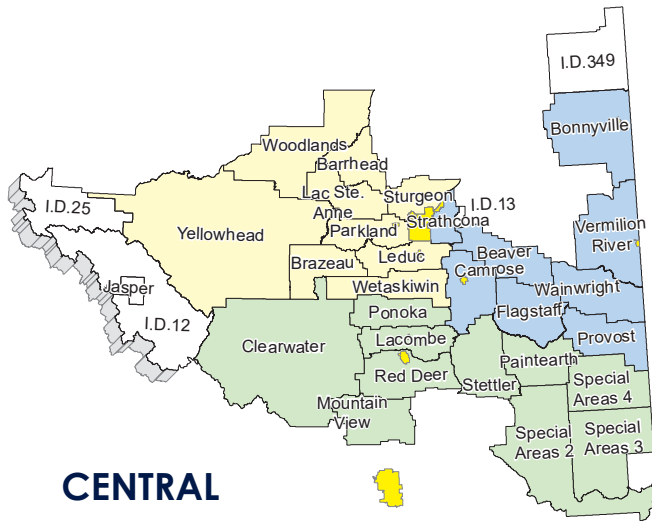 I.D.349
Bonnyville
Woodlands
Barrhead
Lac Ste.
Anne
Sturgeon
I.D.13
I.D.25
Strathcona
Vermilion
River
Yellowhead
Parkland
Leduc
Beaver
Brazeau
Camrose
Jasper
Wetaskiwin
Wainwright
Ponoka
Flagstaff
I.D.12
Provost
Clearwater
Lacombe
Paintearth
Red Deer
Stettler
Special
Areas 4
Mountain
View
Special
Areas 2
Special
Areas 3
CENTRAL